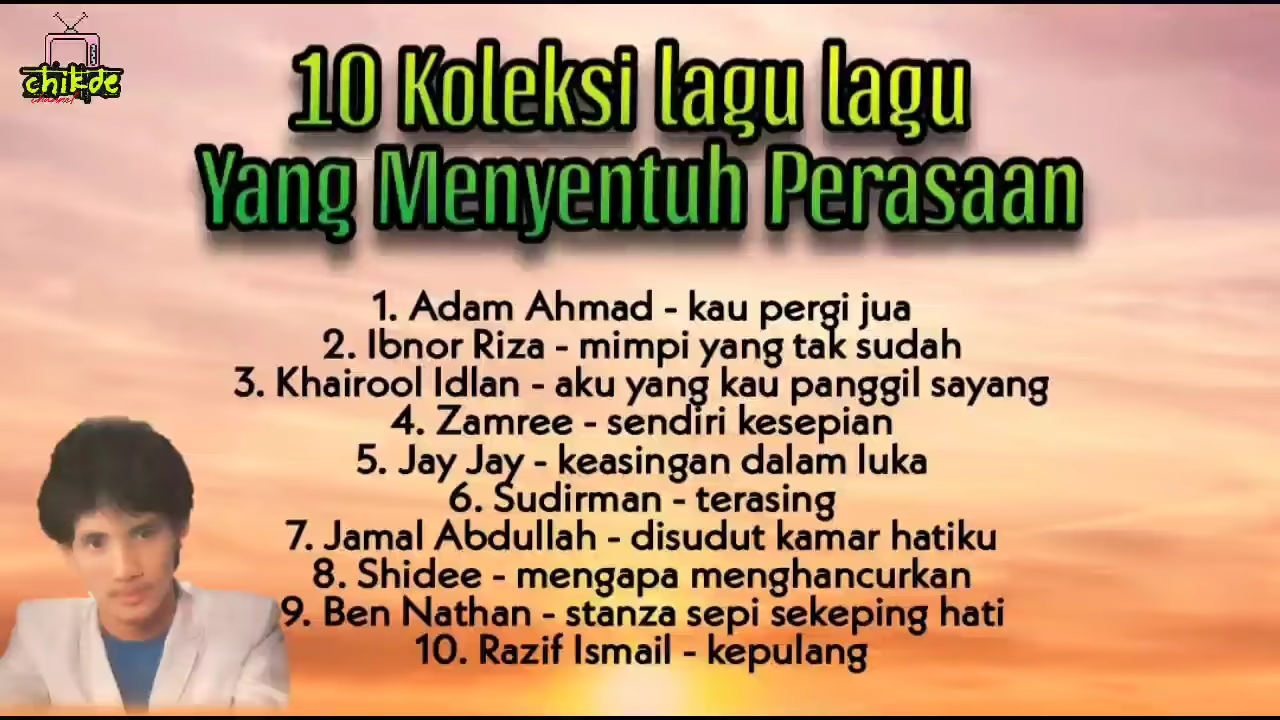 chikde
channel
10 Koleksi lagu lagu
Yang Menyentuh Perasaan
1. Adam Ahmad - kau pergi jua
2. Ibnor Riza - mimpi yang tak sudah
3. Khairool Idlan - aku yang kau panggil sayang
4. Zamree - sendiri kesepian
5. Jay Jay - keasingan dalam luka
6. Sudirman - terasing
7. Jamal Abdullah - disudut kamar hatiku
8. Shidee - mengapa menghancurkan
9. Ben Nathan - stanza sepi sekeping hati
10. Razif Ismail - kepulang